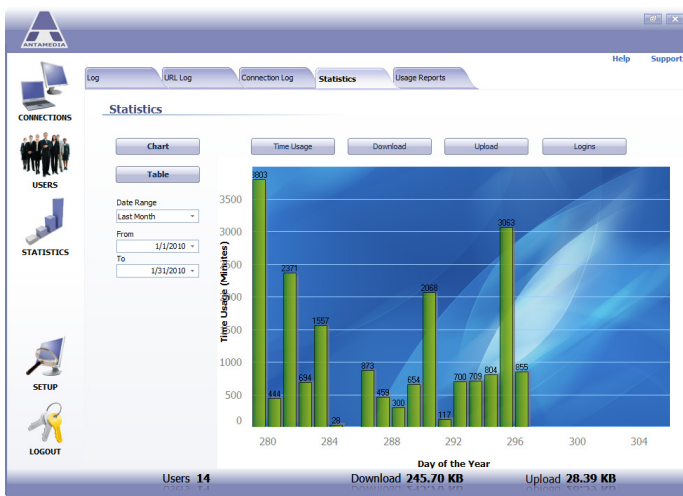 ANTAMEDIA
Help Support
Log URL Log Connection Log Statistics Usage Reports
Statistics
CONNECTIONS
USERS
STATISTICS
SETUP
LOGOUT
Chart
Table
Date Range
Last Month
From
1/1/2010
To
1/31/2010
Time Usage Download Upload Logins
Time Usage (Minutes)
3500
500
1000
500
0
3803
444
2371
694
1557
28
873
459
300
654
2068
117
700
709
804
3063
855
280 284 288 292 296 300 304
Day of the Year
Users 14 Download 245.70 KB Upload 28.39 KB